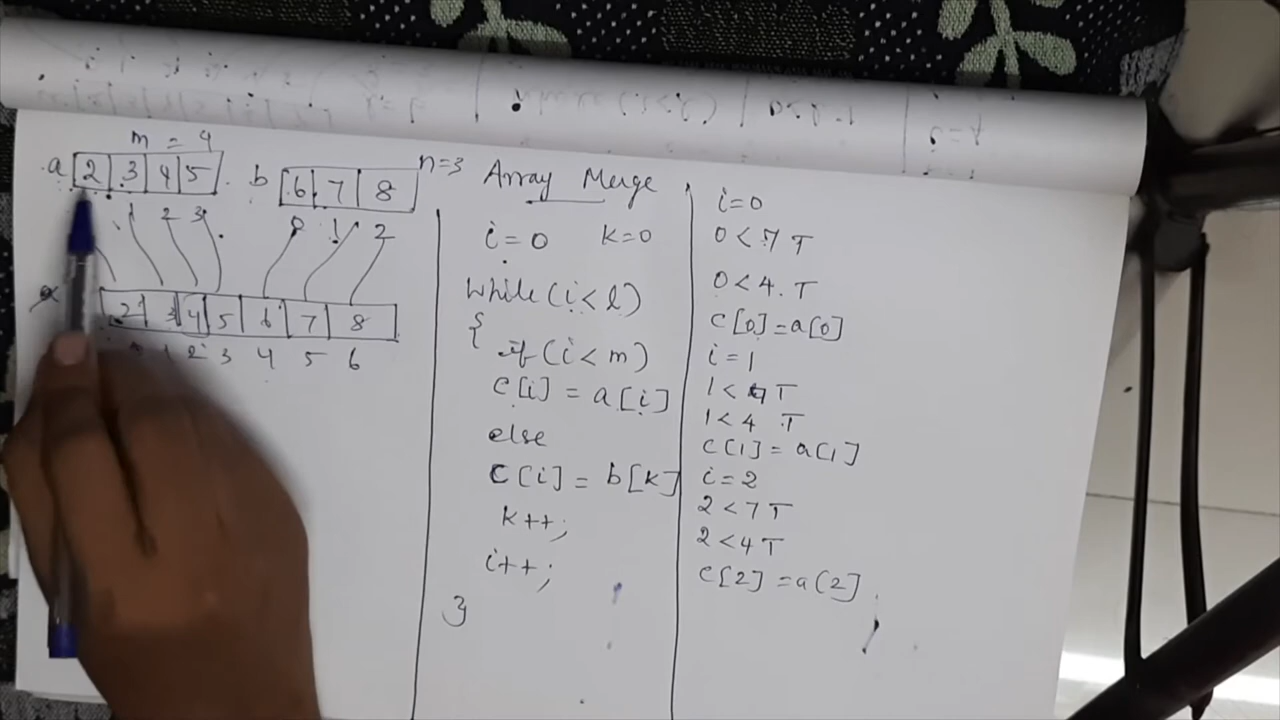 m = 4
a 2 3 4 5
b 6 7 8
n=3
1 2 3
0 1 2
2 3 4 5 6 7 8
1 2 3 4 5 6
Array Merge
i=0 k=0
while(i<l)
{
if(i<m)
c[i] = a[i]
else
c[i] = b[k]
k++;
i++;
}
i=0
0<7 T
0<4. T
c[0]=a[0]
i=1
1<7 T
1<4 T
c[1]=a[1]
i=2
2<7 T
2<4 T
c[2]=a[2]